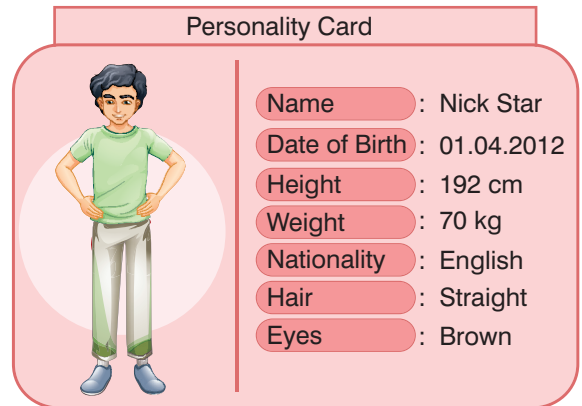 Personality Card
Name : Nick Star
Date of Birth : 01.04.2012
Height : 192 cm
Weight : 70 kg
Nationality : English
Hair : Straight
Eyes : Brown